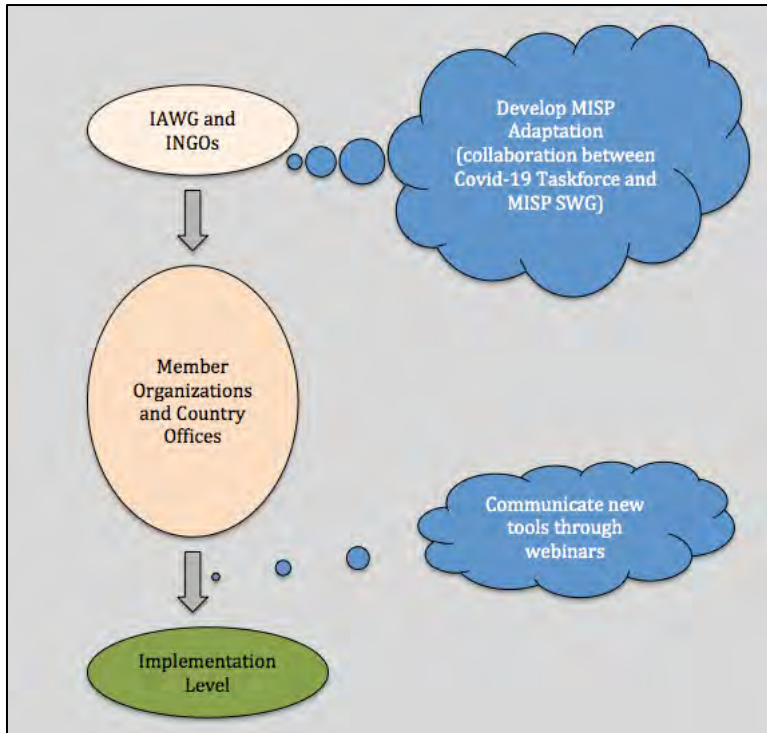 IAWG and
INGOs
Develop MISP
Adaptation
(collaboration between
Covid-19 Taskforce and
MISP SWG)
Member
Organizations
and Country
Offices
Communicate new
tools through
webinars
Implementation
Level